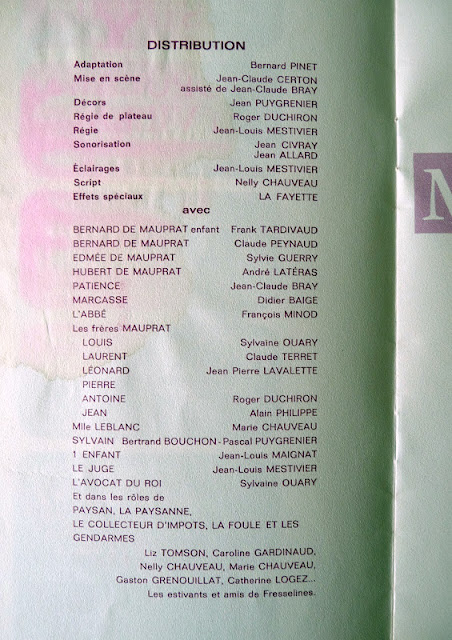 DISTRIBUTION
Adaptation Bernard PINET
Mise en scène Jean-Claude CERTON
assisté de Jean-Claude BRAY
Décors Jean PUYGRENIER
Régie de plateau Roger DUCHIRON
Régie Jean-Louis MESTIVIER
Sonorisation Jean CIVRAY
Jean ALLARD
Èclairages Jean-Louis MESTIVIER
Script Nelly CHAUVEAU
Effets spéciaux LA FAYETTE
avec
BERNARD DE MAUPRAT enfant Frank TARDIVAUD
BERNARD DE MAUPRAT Claude PEYNAUD
EDMÉE DE MAUPRAT Sylvie GUERRY
HUBERT DE MAUPRAT André LATÉRAS
PATIENCE Jean-Claude BRAY
MARCASSE Didier BAIGE
L'ABBÉ François MINOD
Les frères MAUPRAT
LOUIS Sylvaine OUARY
LAURENT Claude TERRET
LÉONARD Jean Pierre LAVALETTE
PIERRE
ANTOINE Roger DUCHIRON
JEAN Alain PHILIPPE
Mlle LEBLANC Marie CHAUVEAU
SYLVAIN Bertrand BOUCHON-Pascal PUYGRENIER
1 ENFANT Jean-Louis MAIGNAT
LE JUGE Jean-Louis MESTIVIER
L'AVOCAT DU ROI Sylvaine OUARY
Et dans les rôles de
PAYSAN, LA PAYSANNE,
LE COLLECTEUR D'IMPOTS, LA FOULE ET LES
GENDARMES
Liz TOMSON, Caroline GARDINAUD,
Nelly CHAUVEAU, Marie CHAUVEAU,
Gaston GRENOUILLAT, Catherine LOGEZ...
Les estivants et amis de Fresselines.
M